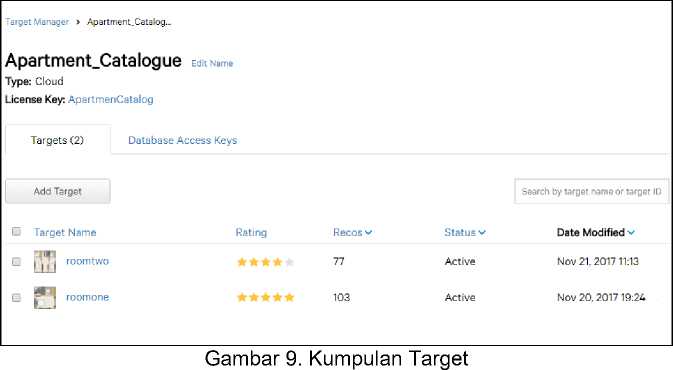 Target Manager > Apartment_Catalog...
Apartment_Catalogue Edit Name
Type: Cloud
License Key: ApartmenCatalog
Targets (2) Database Access Keys
Add Target Search by target name or target ID
Target Name Rating Recos Status Date Modified
roomtwo 77 Active Nov 21, 2017 11:13
roomone 103 Active Nov 20, 2017 19:24
Gambar 9. Kumpulan Target